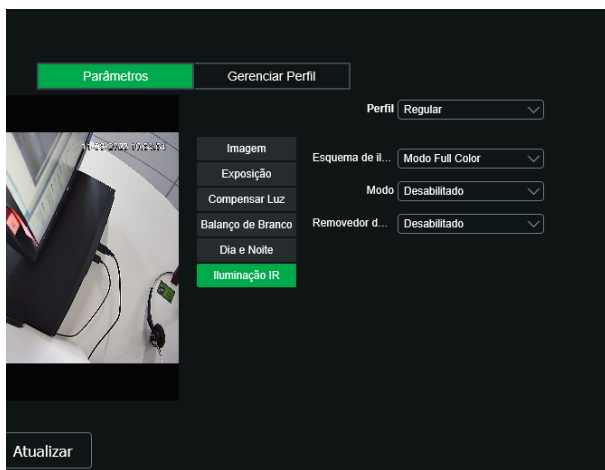 Parâmetros
Gerenciar Perfil
Perfil
Regular
Imagem
Exposição
Compensar Luz
Balanço de Branco
Dia e Noite
Iluminação IR
Esquema de il...
Modo Full Color
Modo
Desabilitado
Removedor d...
Desabilitado
Atualizar